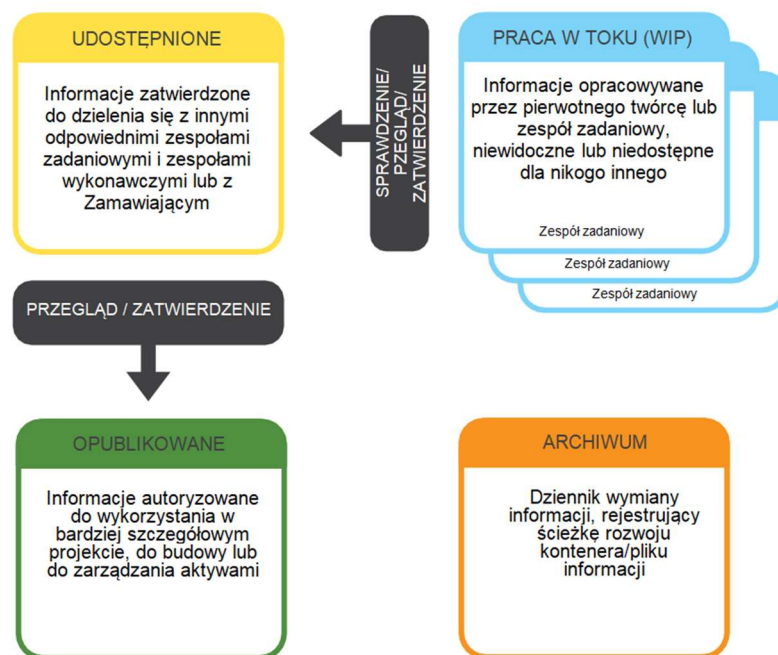 UDOSTĘPNIONE
Informacje zatwierdzone
do dzielenia się z innymi
odpowiednimi zespołami
zadaniowymi i zespołami
wykonawczymi lub z
Zamawiającym
SPRAWDZENIE/
PZEGLĄD/
ZATWIERDZENIE
PRACA W TOKU (WIP)
Informacje opracowywane
przez pierwotnego twórcę lub
zespół zadaniowy,
niewidoczne lub niedostępne
dla nikogo innego
Zespół zadaniowy
Zespół zadaniowy
Zespół zadaniowy
PRZEGLĄD / ZATWIERDZENIE
OPUBLIKOWANE
Informacje autoryzowane
do wykorzystania w
bardziej szczegółowym
projekcie, do budowy lub
do zarządzania aktywami
ARCHIWUM
Dziennik wymiany
informacji, rejestrujący
ścieżkę rozwoju
kontenera/pliku
informacji